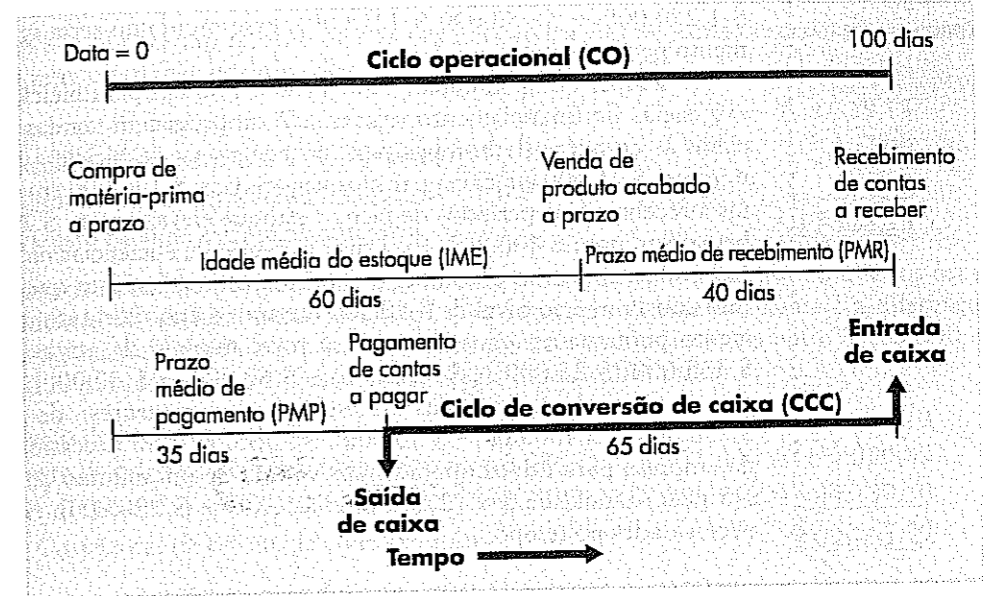 Data = 0
100 dias
Ciclo operacional (CO)
Compra de
matéria-prima
a prazo
Venda de
produto acabado
a prazo
Recebimento
de contas
a receber
Idade média do estoque (IME)
Prazo médio de recebimento (PMR)
60 dias
40 dias
Prazo
médio de
pagamento (PMP)
Pagamento
de contas
a pagar
Entrada
de caixa
Ciclo de conversão de caixa (CCC)
35 dias
65 dias
Saída
de caixa
Tempo